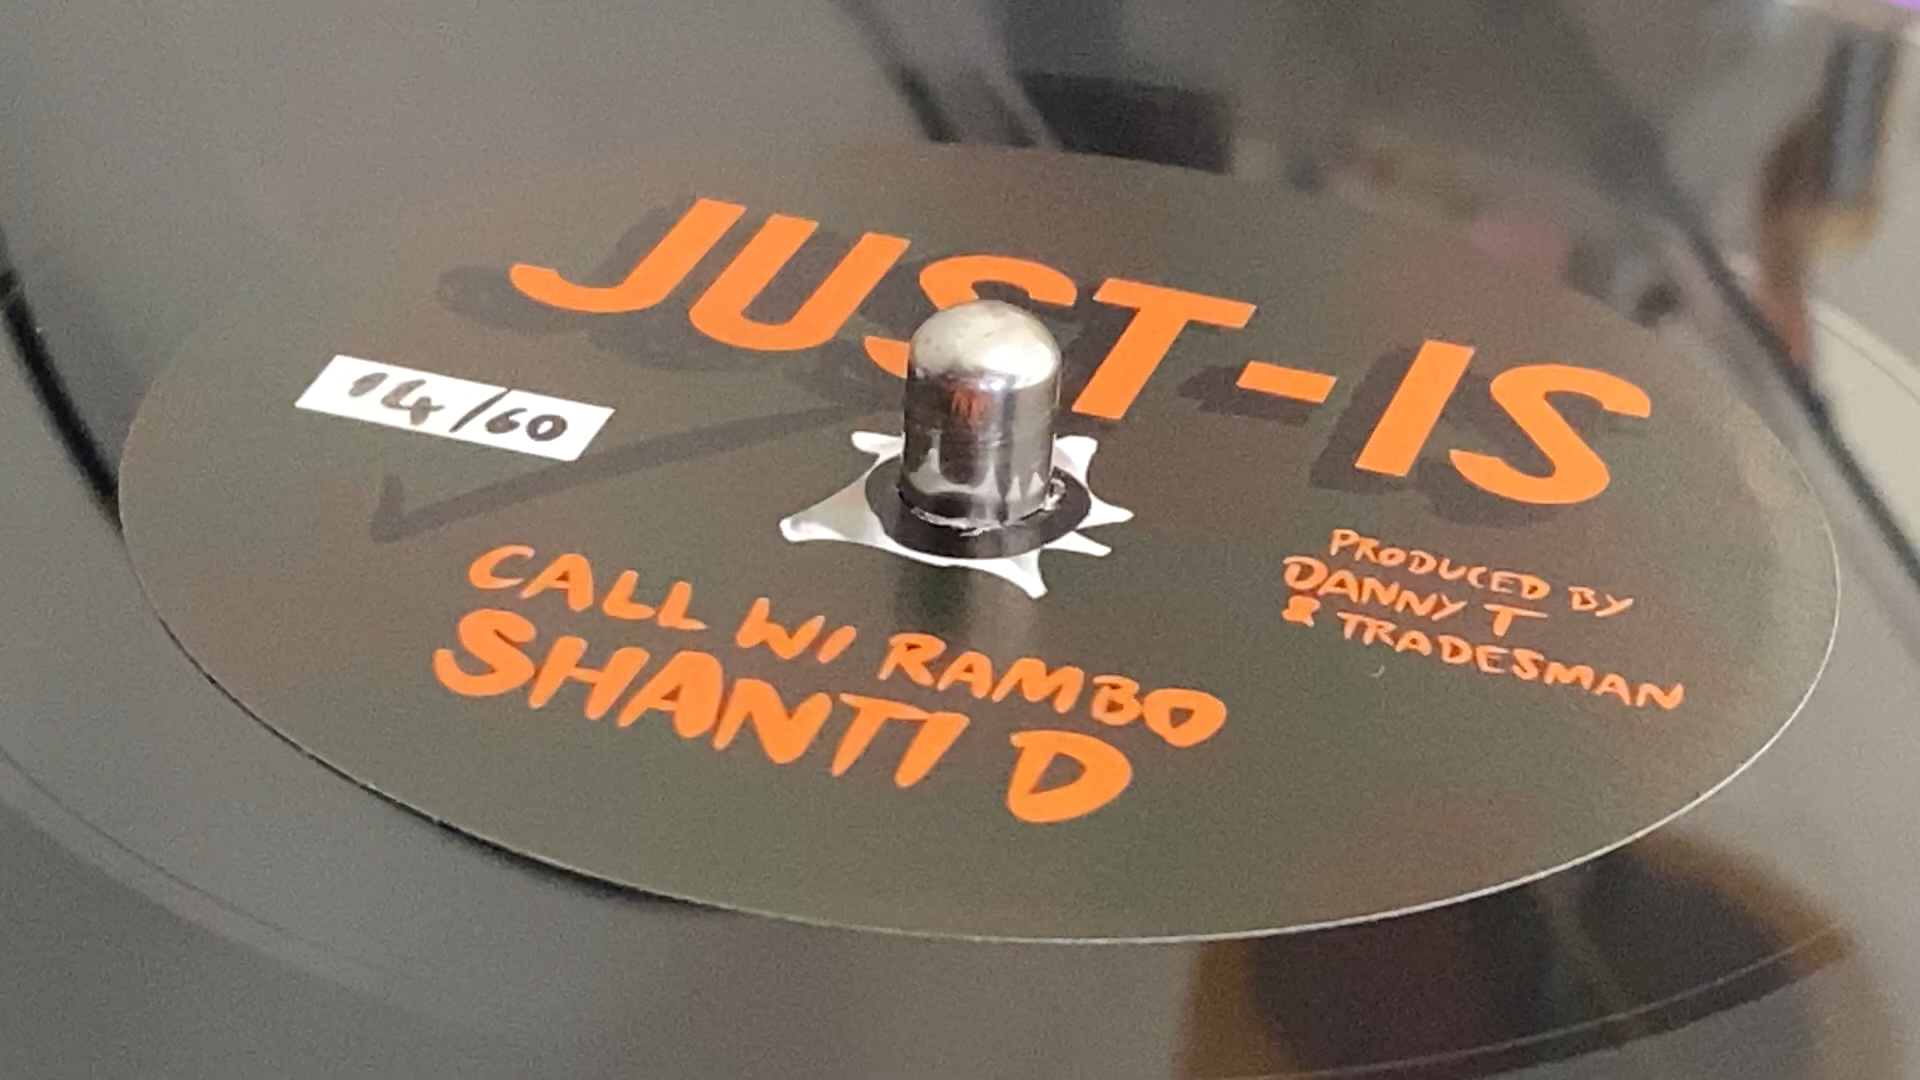 JUST-IS
14/60
CALL WI RAMBO
SHANTI D
PRODUCED BY
DANNY T
& TRADESMAN